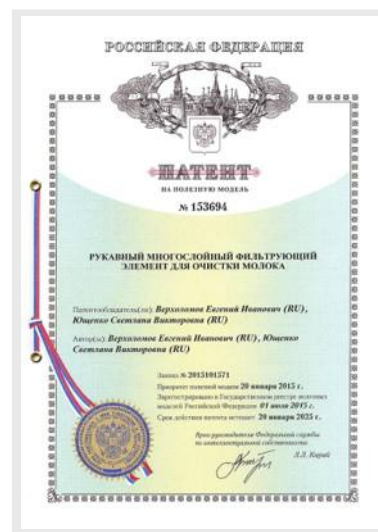 РОССИЙСКАЯ ФЕДЕРАЦИЯ
ПАТЕНТ
НА ПОЛЕЗНУЮ МОДЕЛЬ
№ 153694
РУКАВНЫЙ МНОГОСЛОЙНЫЙ ФИЛЬТРУЮЩИЙ
ЭЛЕМЕНТ ДЛЯ ОЧИСТКИ МОЛОКА
Патентообладатель(ли): Верхоломов Евгений Иванович (RU),
Ющенко Светлана Викторовна (RU)
Автор(ы): Верхоломов Евгений Иванович (RU), Ющенко
Светлана Викторовна (RU)
Заявка № 2015101571
Приоритет полезной модели 20 января 2015 г.
Зарегистрировано в Государственном реестре полезных
моделей Российской Федерации 01 июля 2015 г.
Срок действия патента истекает 20 января 2025 г.
Врио руководителя Федеральной службы
по интеллектуальной собственности
Л.Л. Кирий